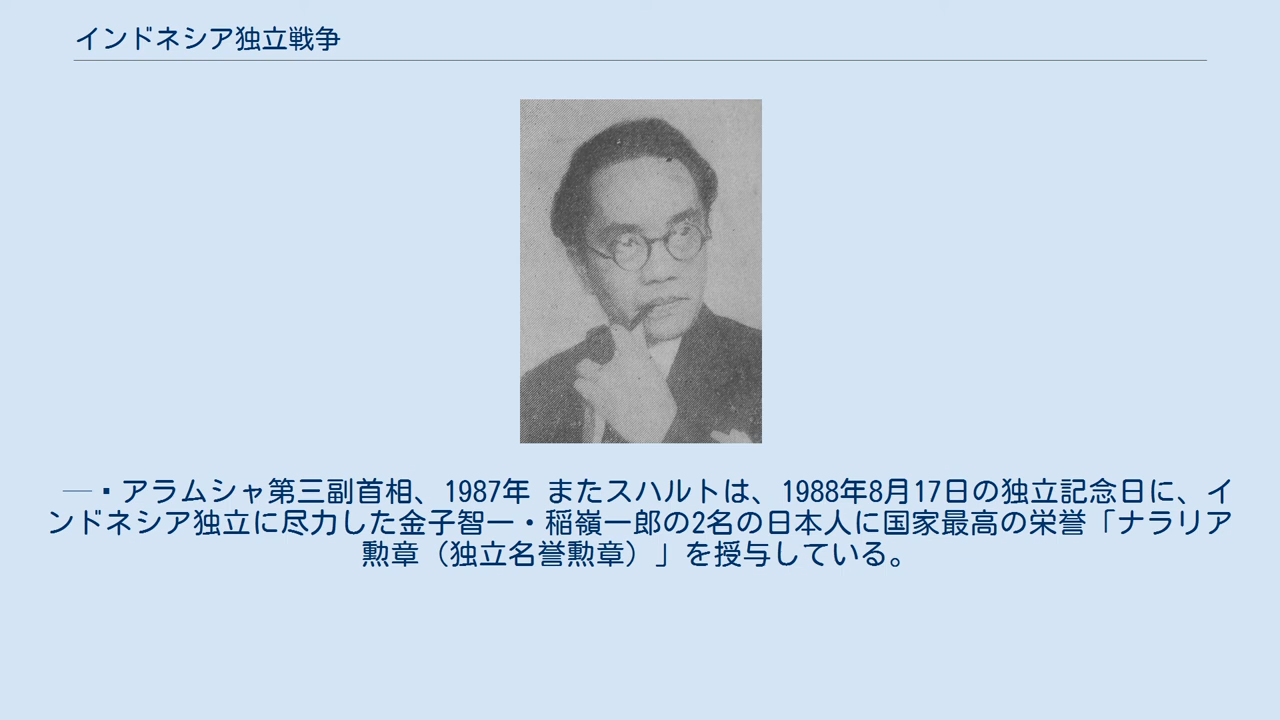 インドネシア独立戦争
─ ▪ アラムシャ第三副首相、1987年 またスハルトは、1988年8月17日の独立記念日に、イ
ンドネシア独立に尽力した金子智一・稲嶺一郎の2名の日本人に国家最高の栄誉「ナラリア
勲章（独立名誉勲章）」を授与している。